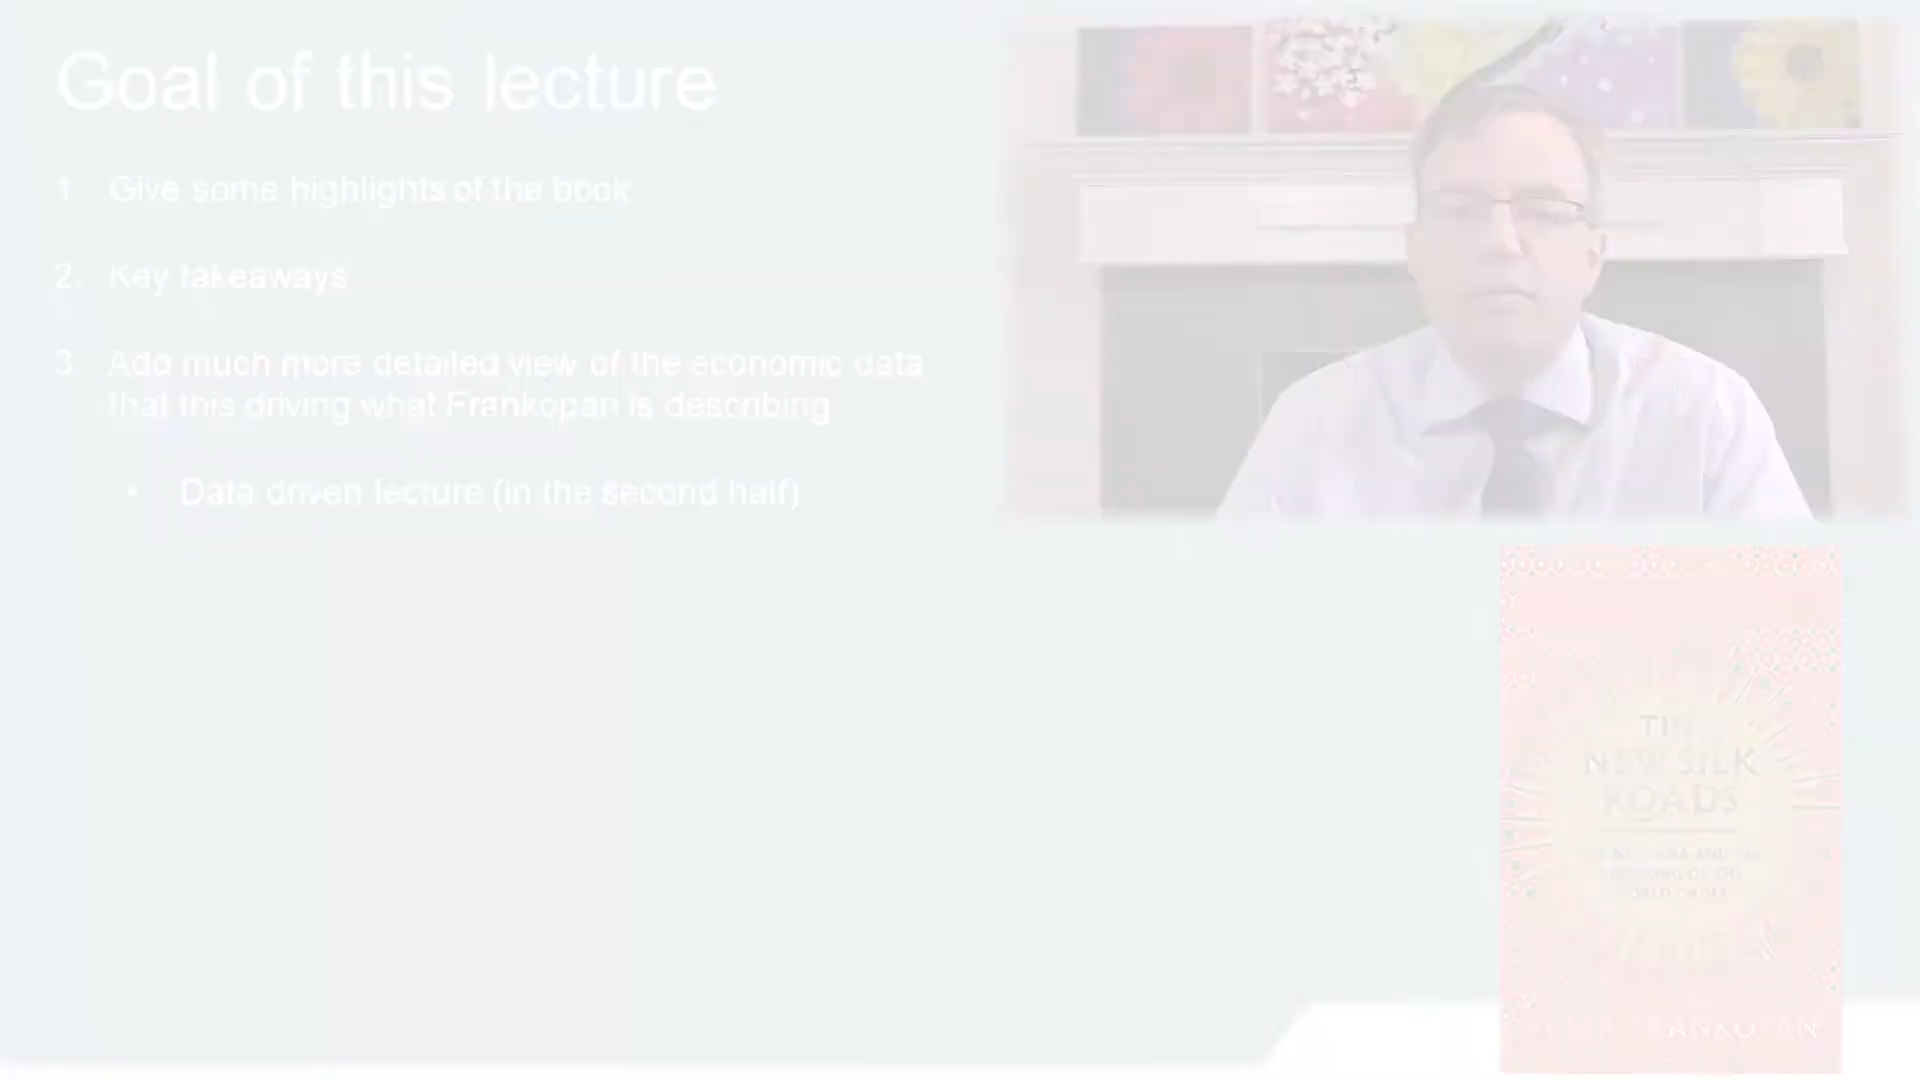 Goal of this lecture
1. Give some highlights of the book
2. Key takeaways
3. Add much more detailed view of the economic data
that this driving what Frankopan is describing
• Data driven lecture (in the second half)
THE
NEW SILK
ROADS
FRANKOPAN